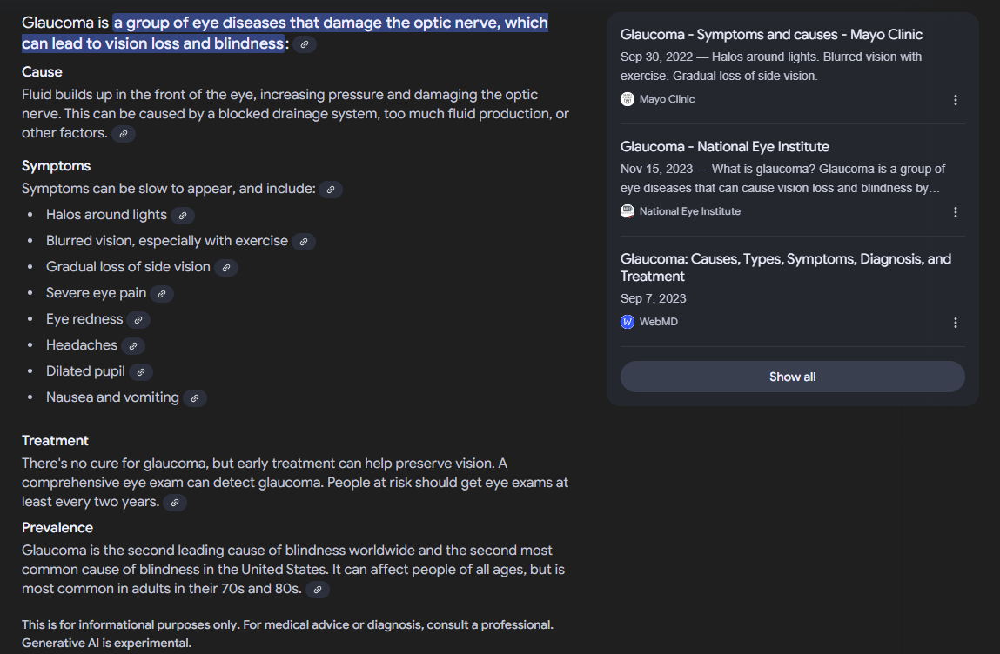 Glaucoma is a group of eye diseases that damage the optic nerve, which
can lead to vision loss and blindness:
Cause
Fluid builds up in the front of the eye, increasing pressure and damaging the optic
nerve. This can be caused by a blocked drainage system, too much fluid production, or
other factors.
Symptoms
Symptoms can be slow to appear, and include:
• Halos around lights
• Blurred vision, especially with exercise
• Gradual loss of side vision
• Severe eye pain
• Eye redness
• Headaches
• Dilated pupil
• Nausea and vomiting
Treatment
There's no cure for glaucoma, but early treatment can help preserve vision. A
comprehensive eye exam can detect glaucoma. People at risk should get eye exams at
least every two years.
Prevalence
Glaucoma is the second leading cause of blindness worldwide and the second most
common cause of blindness in the United States. It can affect people of all ages, but is
most common in adults in their 70s and 80s.
This is for informational purposes only. For medical advice or diagnosis, consult a professional.
Generative AI is experimental.
Glaucoma - Symptoms and causes - Mayo Clinic
Sep 30, 2022 — Halos around lights. Blurred vision with
exercise. Gradual loss of side vision.
Mayo Clinic
Glaucoma - National Eye Institute
Nov 15, 2023 — What is glaucoma? Glaucoma is a group of
eye diseases that can cause vision loss and blindness by...
National Eye Institute
Glaucoma: Causes, Types, Symptoms, Diagnosis, and
Treatment
Sep 7, 2023
W WebMD
Show all